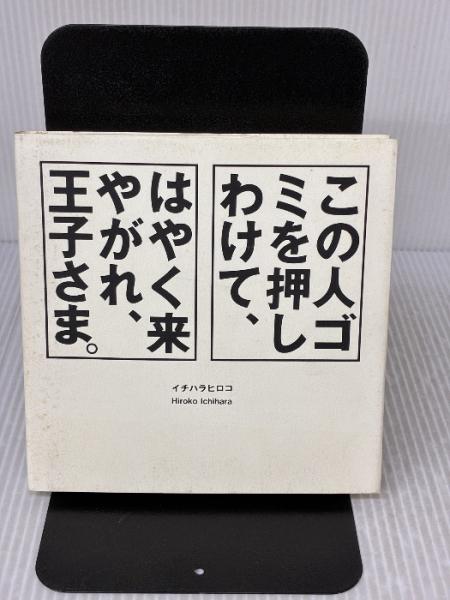 この人ゴ
ミを押し
わけて、
はやく来
やがれ、
王子さま。
イチハラヒロコ
Hiroko Ichihara